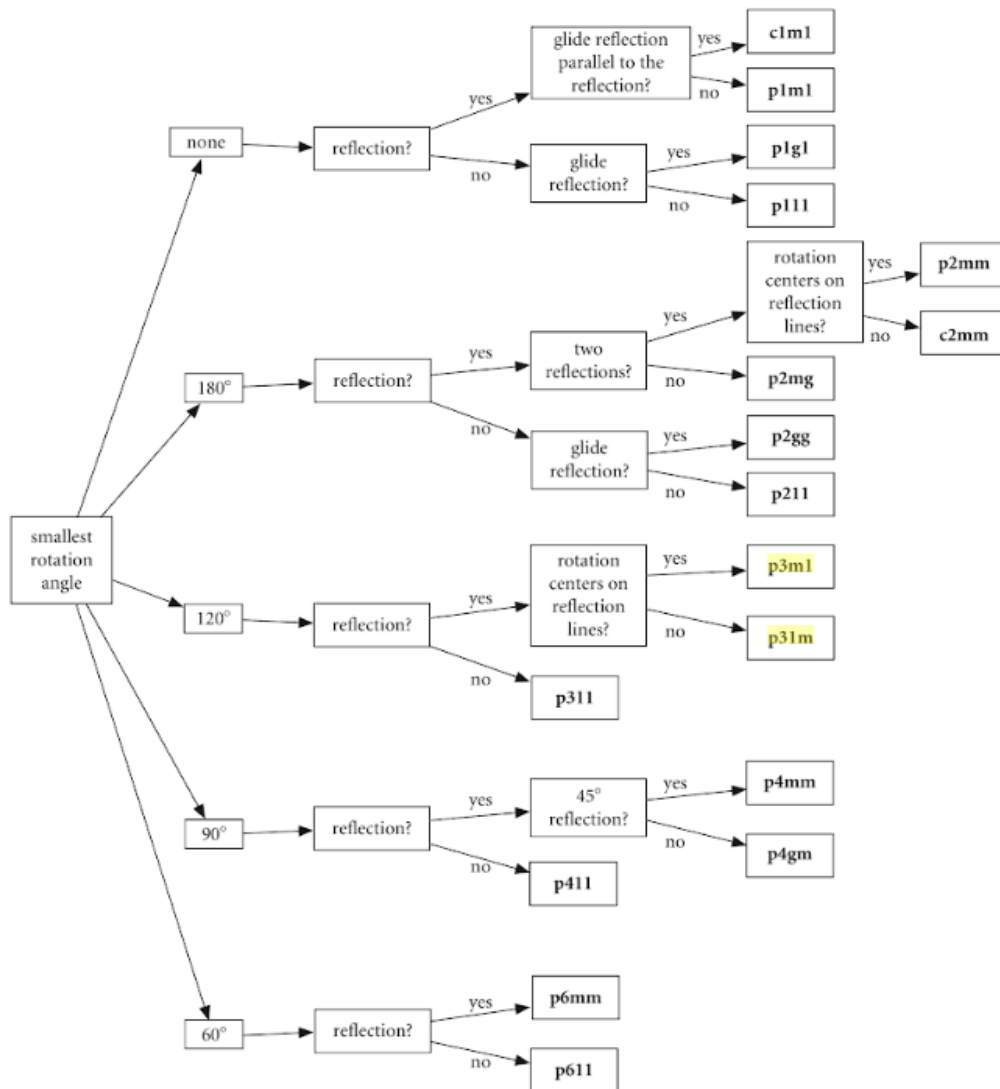 glide reflection
parallel to the
reflection?
yes
c1m1
no
p1m1
none
reflection?
yes
no
glide
reflection?
yes
p1g1
no
p111
rotation
centers on
reflection
lines?
yes
p2mm
no
c2mm
180°
reflection?
yes
two
reflections?
yes
no
p2mg
no
glide
reflection?
yes
p2gg
no
p211
smallest
rotation
angle
120°
reflection?
yes
rotation
centers on
reflection
lines?
yes
p3m1
no
p31m
no
p311
90°
reflection?
yes
45°
reflection?
yes
p4mm
no
p4gm
no
p411
60°
reflection?
yes
p6mm
no
p611